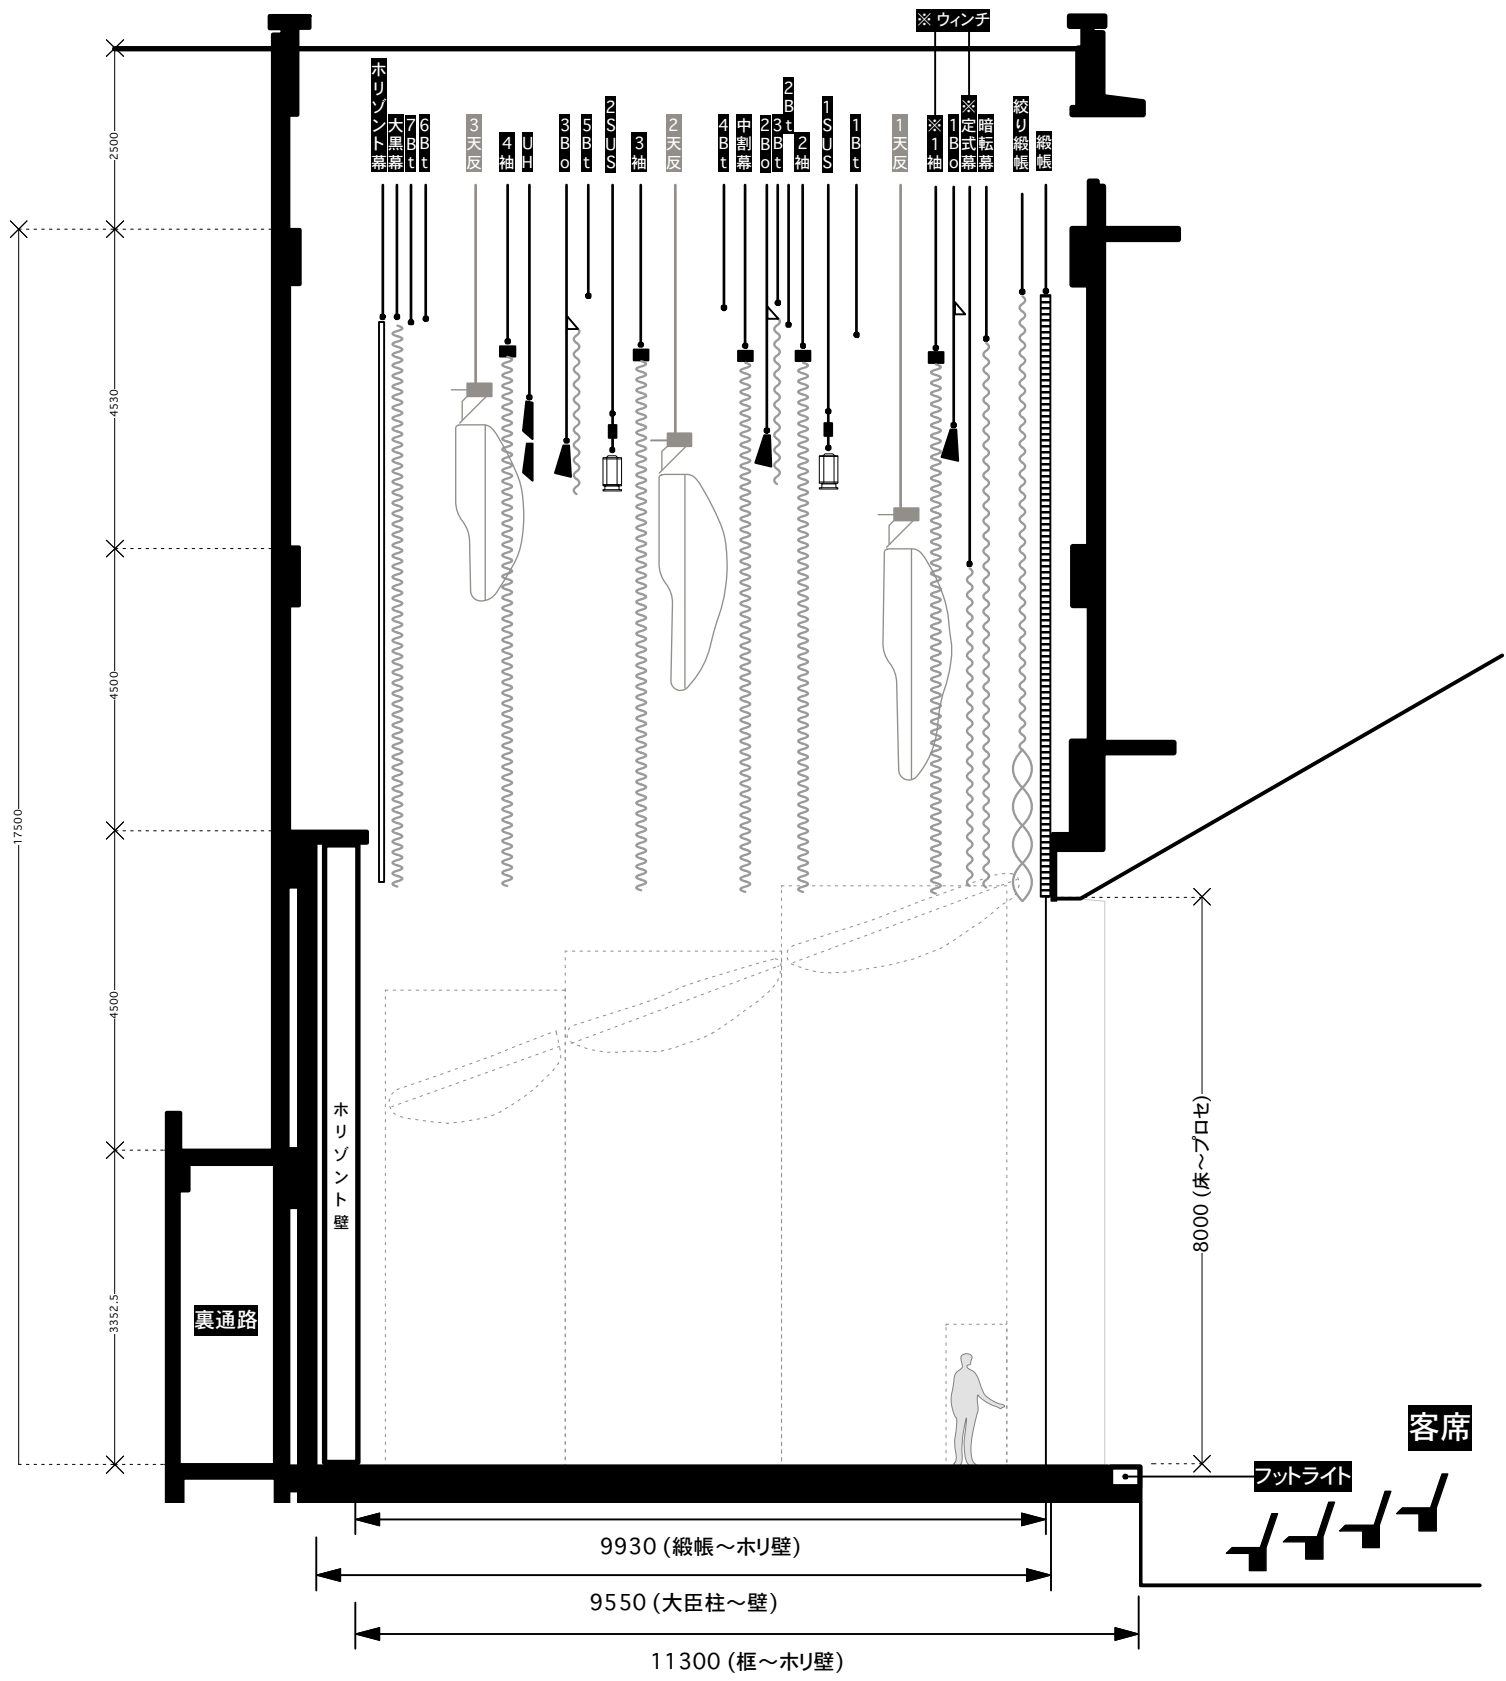 ※ ウィンチ
ホリゾント幕
大黒幕
7Bt
6Bt
3天反
4袖
UH
3Bo
5Bt
2SUS
3袖
2天反
4Bt
中割幕
2Bo
3Bt
2Bt
2袖
1SUS
1Bt
1天反
※1袖
1Bo
※定式幕
暗転幕
絞り緞帳
緞帳
2500
4530
17500
4500
4500
3352.5
ホリゾント壁
裏通路
8000 (床～プロセ)
客席
フットライト
9930 (緞帳～ホリ壁)
9550 (大臣柱～壁)
11300 (框～ホリ壁)